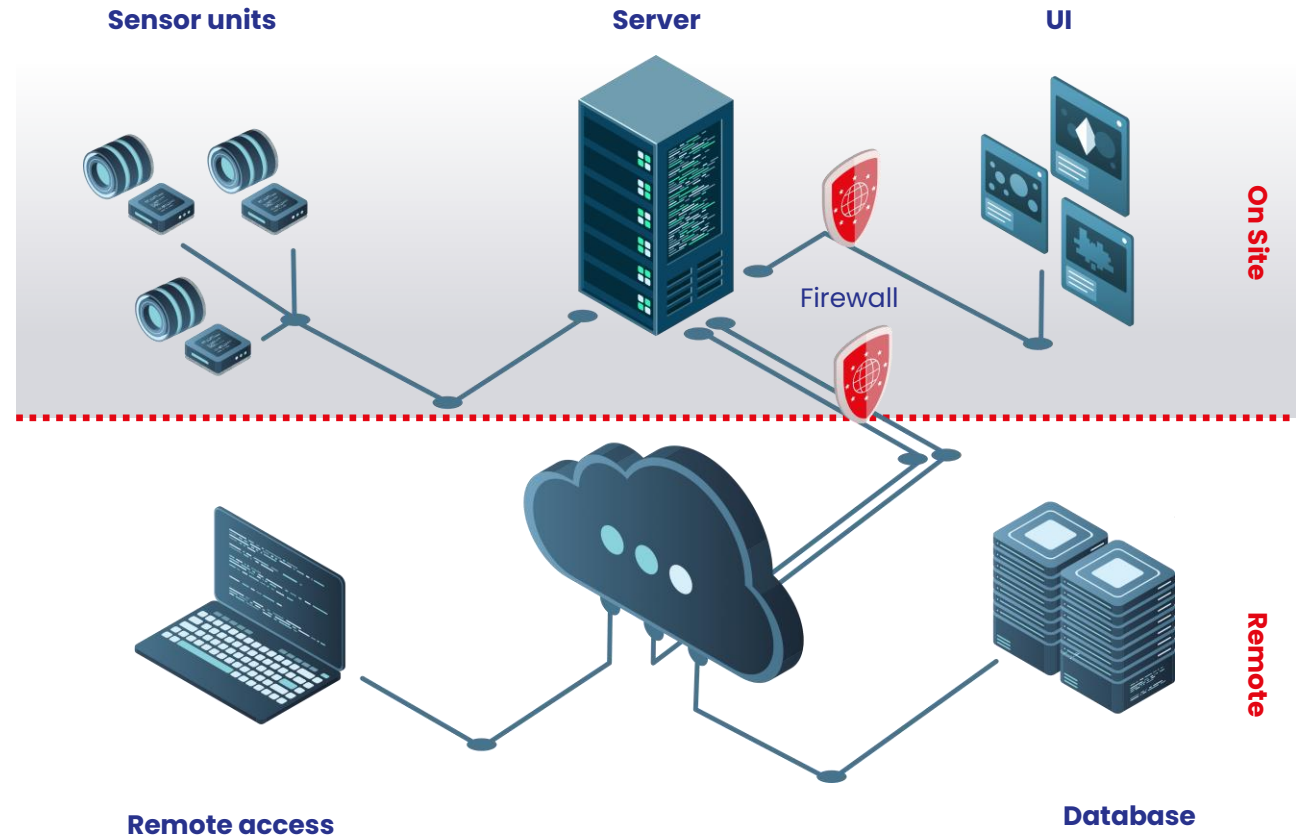 Sensor units
Server
UI
On Site
Firewall
Remote
Remote access
Database